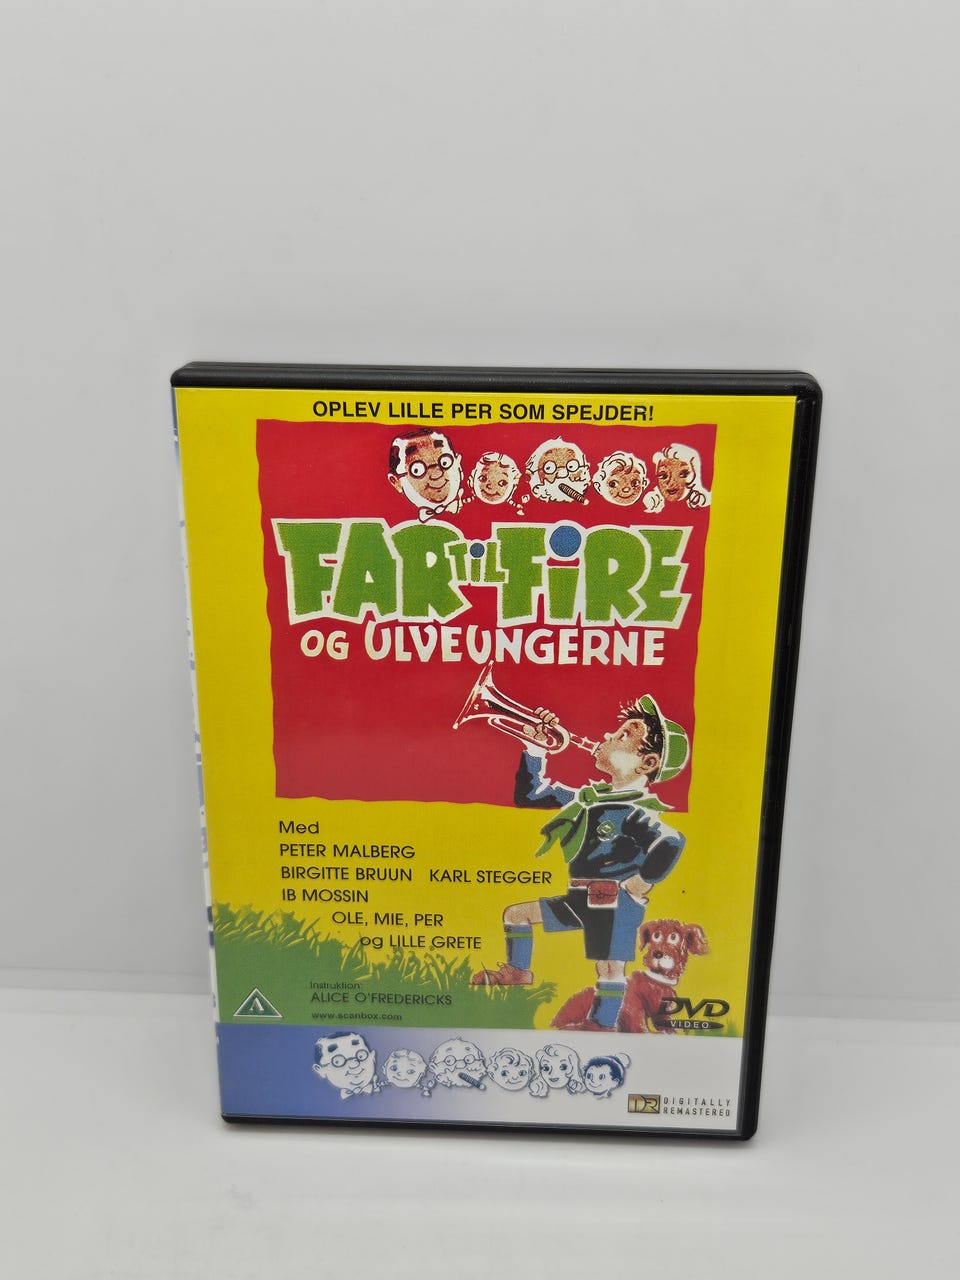 OPLEV LILLE PER SOM SPEJDER!
FAR TIL FIRE
OG ULVEUNGERNE
Med
PETER MALBERG
BIRGITTE BRUUN KARL STEGGER
IB MOSSIN
OLE, MIE, PER
og LILLE GRETE
Instruktion:
ALICE O'FREDERICKS
www.scanbox.com
A
DVD
VIDEO
DR DIGITALLY
REMASTERED